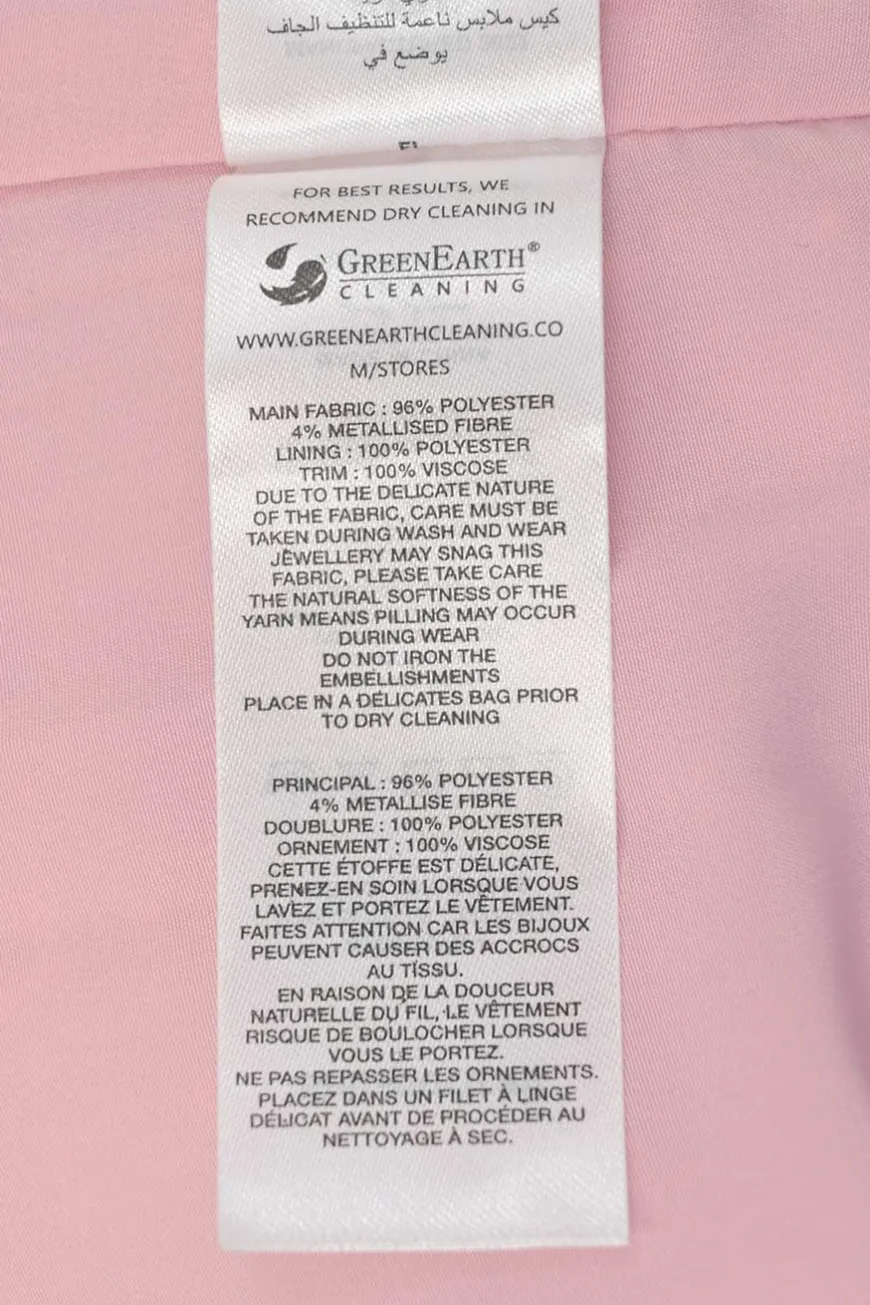 كيس ملابس ناعمة للتنظيف الجاف
يوضع في
FOR BEST RESULTS, WE
RECOMMEND DRY CLEANING IN
GREENEARTH®
CLEANING
WWW.GREENEARTHCLEANING.CO
M/STORES
MAIN FABRIC : 96% POLYESTER
4% METALLISED FIBRE
LINING : 100% POLYESTER
TRIM : 100% VISCOSE
DUE TO THE DELICATE NATURE
OF THE FABRIC, CARE MUST BE
TAKEN DURING WASH AND WEAR
JEWELLERY MAY SNAG THIS
FABRIC, PLEASE TAKE CARE
THE NATURAL SOFTNESS OF THE
YARN MEANS PILLING MAY OCCUR
DURING WEAR
DO NOT IRON THE
EMBELLISHMENTS
PLACE IN A DELICATES BAG PRIOR
TO DRY CLEANING
PRINCIPAL : 96% POLYESTER
4% METALLISE FIBRE
DOUBLURE : 100% POLYESTER
ORNEMENT : 100% VISCOSE
CETTE ÉTOFFE EST DÉLICATE,
PRENEZ-EN SOIN LORSQUE VOUS
LAVEZ ET PORTEZ LE VÊTEMENT.
FAITES ATTENTION CAR LES BIJOUX
PEUVENT CAUSER DES ACCROCS
AU TISSU.
EN RAISON DE LA DOUCEUR
NATURELLE DU FIL, LE VÊTEMENT
RISQUE DE BOULOCHER LORSQUE
VOUS LE PORTEZ.
NE PAS REPASSER LES ORNEMENTS.
PLACEZ DANS UN FILET À LINGE
DÉLICAT AVANT DE PROCÉDER AU
NETTOYAGE À SEC.